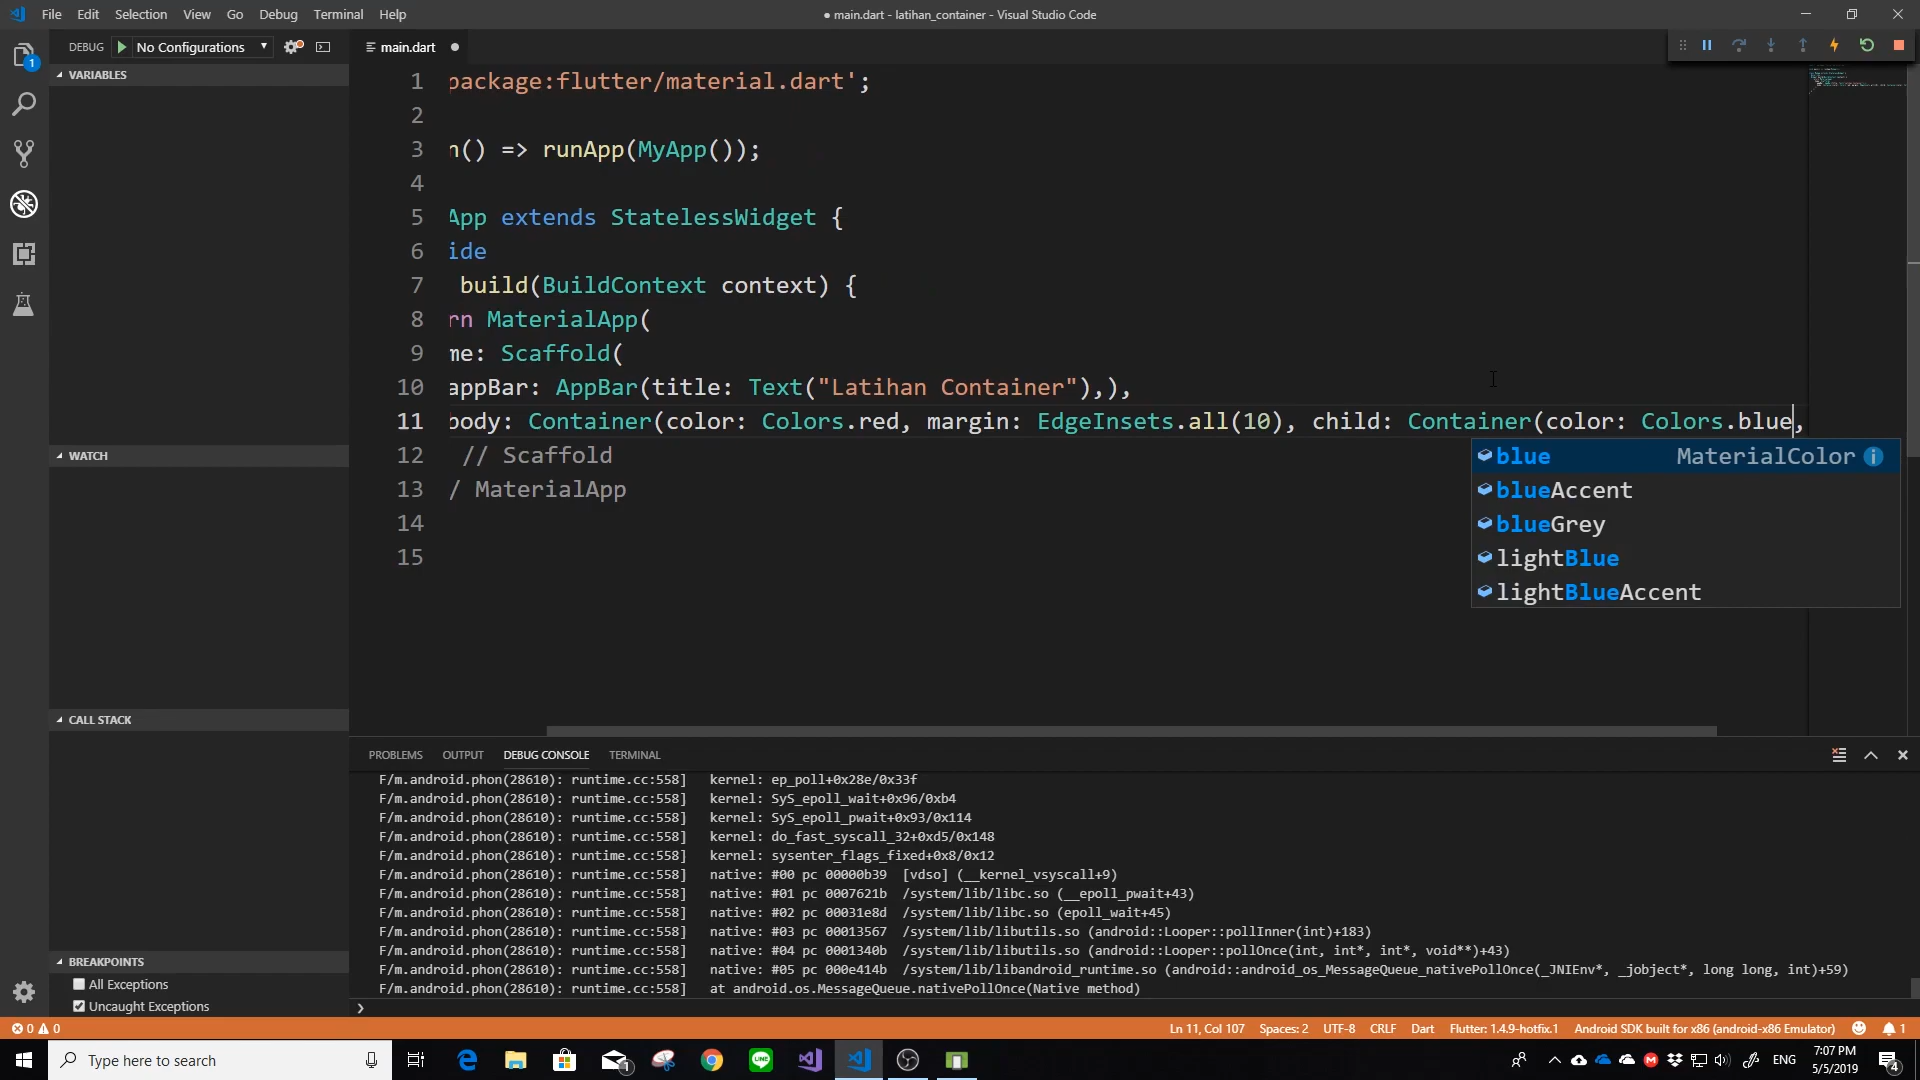 File Edit Selection View Go Debug Terminal Help
● main.dart - latihan_container - Visual Studio Code
DEBUG No Configurations
main.dart
1
VARIABLES
WATCH
CALL STACK
BREAKPOINTS
All Exceptions
Uncaught Exceptions
1 package:flutter/material.dart';
2
3 n() => runApp(MyApp());
4
5 App extends StatelessWidget {
6 ide
7 build(BuildContext context) {
8 rn MaterialApp(
9 me: Scaffold(
10 appBar: AppBar(title: Text("Latihan Container"),),
11 body: Container(color: Colors.red, margin: EdgeInsets.all(10), child: Container(color: Colors.blue,
12 // Scaffold
13 / MaterialApp
14
15
blue MaterialColor
blueAccent
blueGrey
lightBlue
lightBlueAccent
PROBLEMS OUTPUT DEBUG CONSOLE TERMINAL
F/m.android.phon(28610): runtime.cc:558] kernel: ep_poll+0x28e/0x33f
F/m.android.phon(28610): runtime.cc:558] kernel: SyS_epoll_wait+0x96/0xb4
F/m.android.phon(28610): runtime.cc:558] kernel: SyS_epoll_pwait+0x93/0x114
F/m.android.phon(28610): runtime.cc:558] kernel: do_fast_syscall_32+0xd5/0x148
F/m.android.phon(28610): runtime.cc:558] kernel: sysenter_flags_fixed+0x8/0x12
F/m.android.phon(28610): runtime.cc:558] native: #00 pc 00000b39 [vdso] (__kernel_vsyscall+9)
F/m.android.phon(28610): runtime.cc:558] native: #01 pc 0007621b /system/lib/libc.so (__epoll_pwait+43)
F/m.android.phon(28610): runtime.cc:558] native: #02 pc 00031e8d /system/lib/libc.so (epoll_wait+45)
F/m.android.phon(28610): runtime.cc:558] native: #03 pc 00013567 /system/lib/libutils.so (android::Looper::pollInner(int)+183)
F/m.android.phon(28610): runtime.cc:558] native: #04 pc 0001340b /system/lib/libutils.so (android::Looper::pollOnce(int, int*, int*, void**)+43)
F/m.android.phon(28610): runtime.cc:558] native: #05 pc 000e414b /system/lib/libandroid_runtime.so (android::android_os_MessageQueue_nativePollOnce(_JNIEnv*, _jobject*, long long, int)+59)
F/m.android.phon(28610): runtime.cc:558] at android.os.MessageQueue.nativePollOnce(Native method)
0 0 Ln 11, Col 107 Spaces: 2 UTF-8 CRLF Dart Flutter: 1.4.9-hotfix.1 Android SDK built for x86 (android-x86 Emulator) 1
Type here to search
1
LINE
ENG
7:07 PM
5/5/2019
4